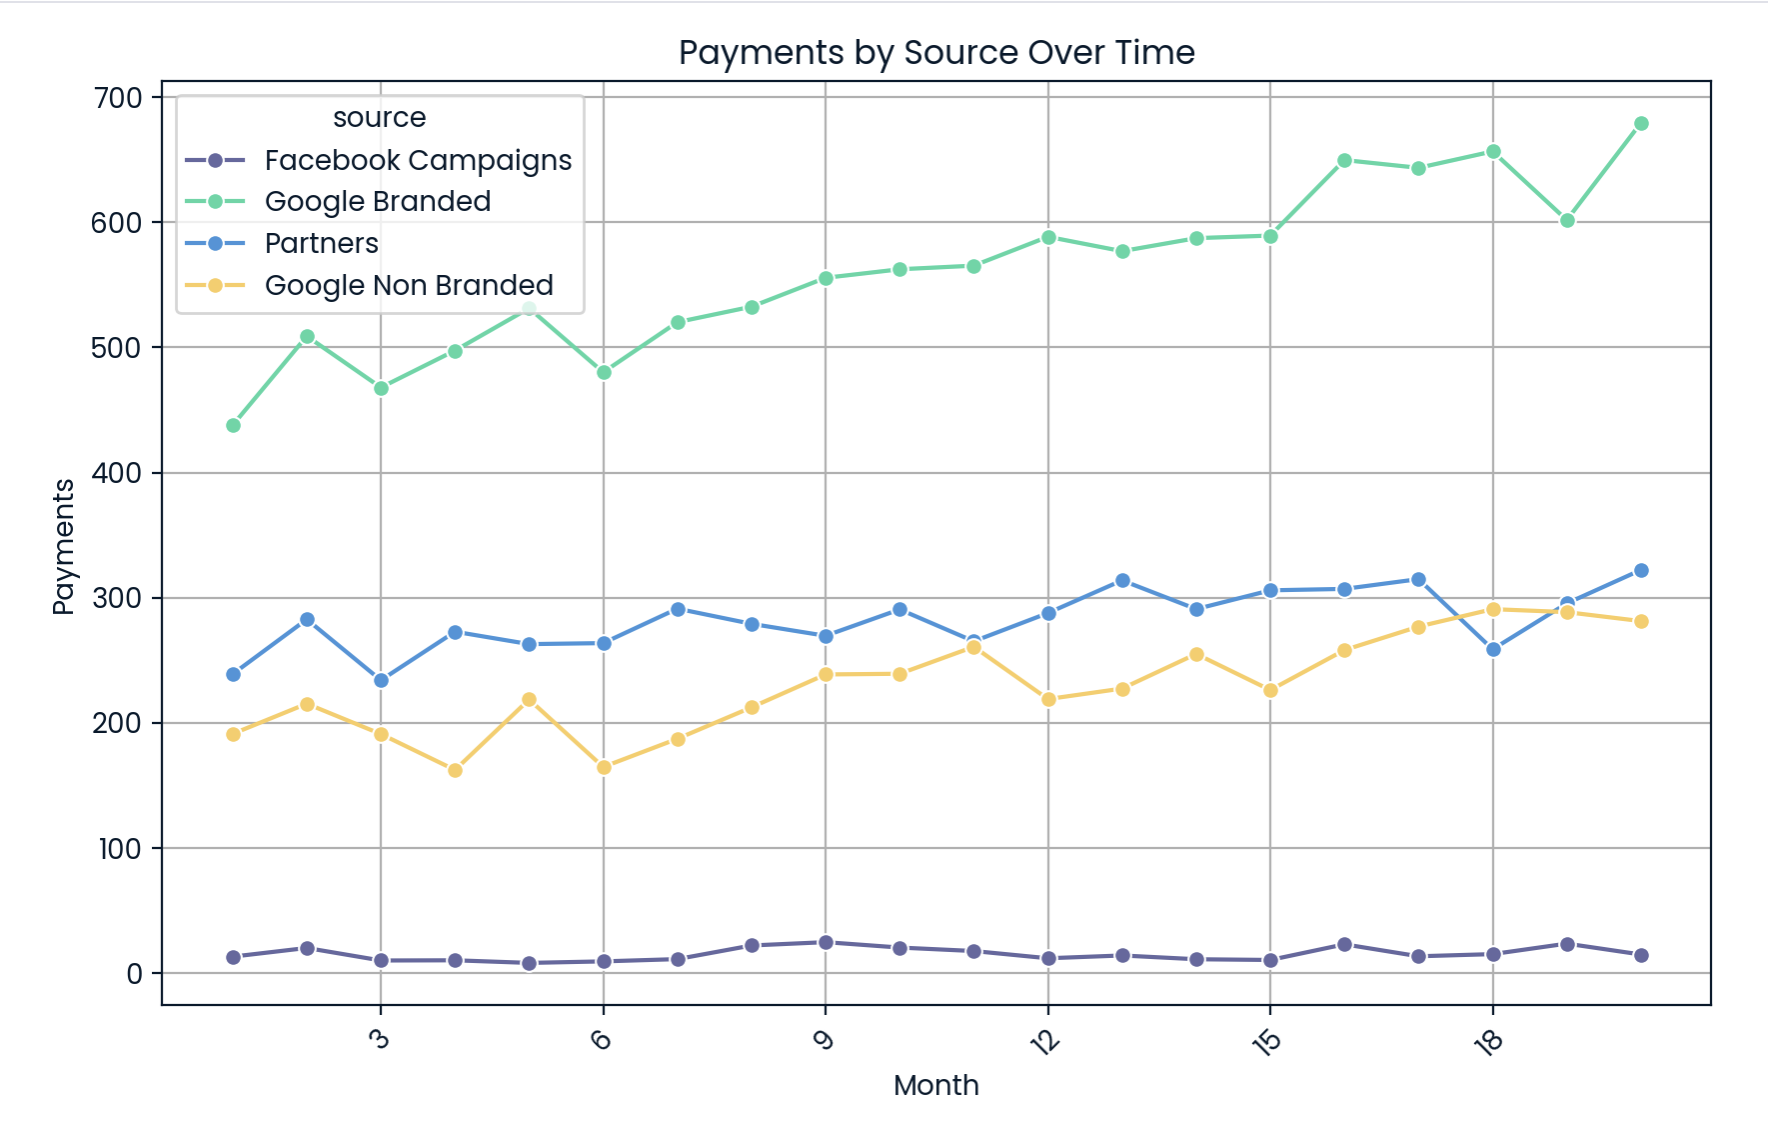 Payments by Source Over Time
700
600
500
400
300
200
100
0
Payments
source
Facebook Campaigns
Google Branded
Partners
Google Non Branded
3
6
9
12
15
18
Month